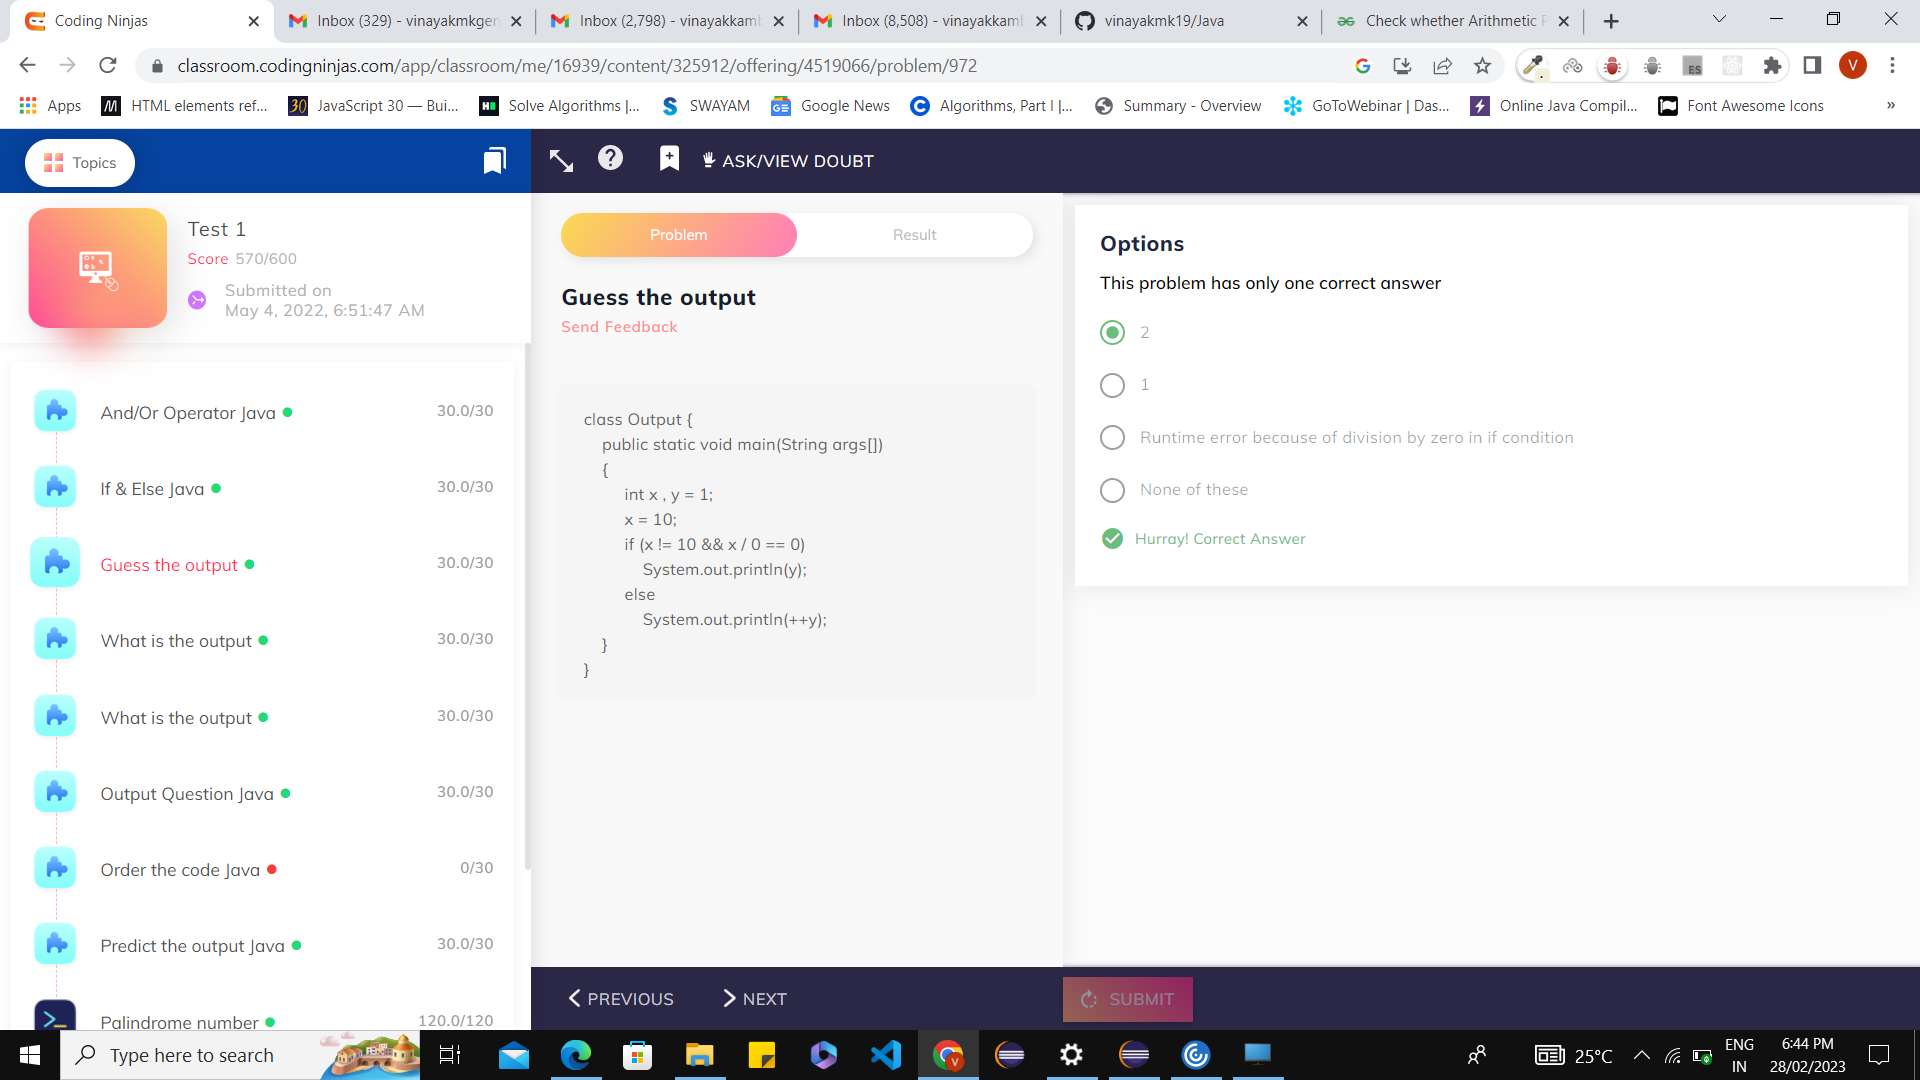 Coding Ninjas
Inbox (329) - vinayakmkgen
Inbox (2,798) - vinayakkamb
Inbox (8,508) - vinayakkamb
vinayakmk19/Java
Check whether Arithmetic P
classroom.codingninjas.com/app/classroom/me/16939/content/325912/offering/4519066/problem/972
V
Apps
HTML elements ref...
JavaScript 30 — Bui...
Solve Algorithms |...
SWAYAM
Google News
Algorithms, Part I |...
Summary - Overview
GoToWebinar | Das...
Online Java Compil...
Font Awesome Icons
»
Topics
ASK/VIEW DOUBT
Test 1
Score 570/600
Submitted on
May 4, 2022, 6:51:47 AM
And/Or Operator Java 30.0/30
If & Else Java 30.0/30
Guess the output 30.0/30
What is the output 30.0/30
What is the output 30.0/30
Output Question Java 30.0/30
Order the code Java 0/30
Predict the output Java 30.0/30
Palindrome number 120.0/120
Problem
Result
Guess the output
Send Feedback
class Output {
public static void main(String args[])
{
int x , y = 1;
x = 10;
if (x != 10 && x / 0 == 0)
System.out.println(y);
else
System.out.println(++y);
}
}
Options
This problem has only one correct answer
2
1
Runtime error because of division by zero in if condition
None of these
Hurray! Correct Answer
PREVIOUS
NEXT
SUBMIT
Type here to search
25°C
ENG
IN
6:44 PM
28/02/2023